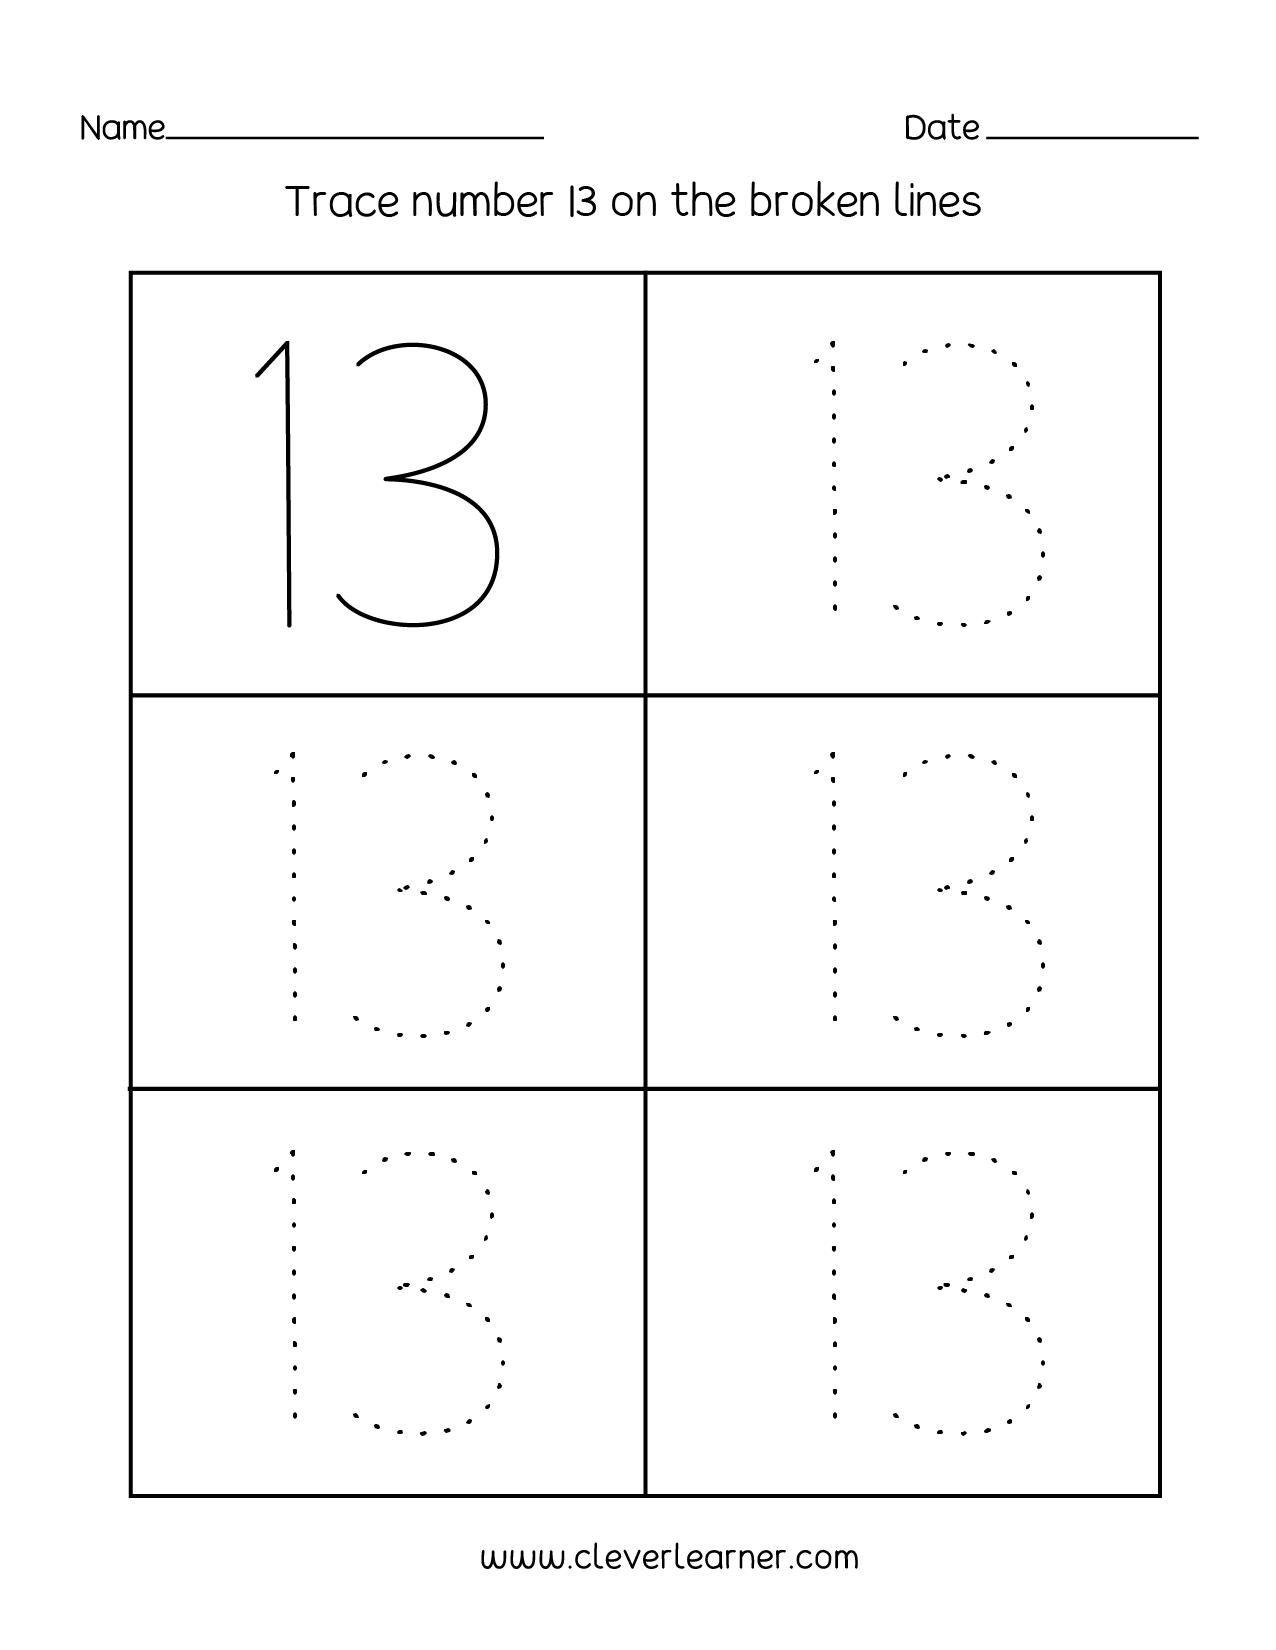 Name Date
Trace number 13 on the broken lines
13 13
13 13
13 13
www.cleverlearner.com